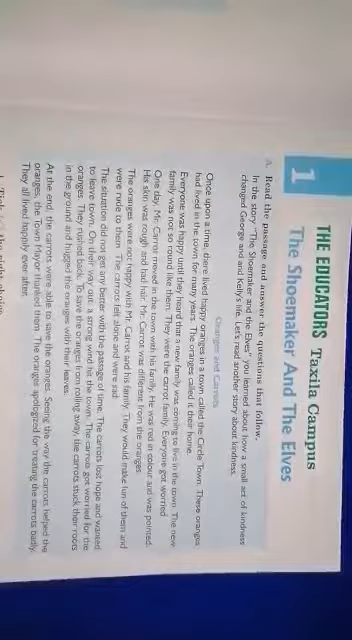 THE EDUCATORS Taxila Campus
1 The Shoemaker And The Elves
A. Read the passage and answer the questions that follow.
In the story "The Shoemaker and the Elves" you learned about how a small act of kindness
changed George and and Kelly's life. Let's read another story about kindness.
Oranges and Carrots
Once upon a time, there lived happy oranges in a town called the Circle Town. These oranges
had lived in the town for many years. The oranges called it their home.
Everyone was happy until they heard that a new family was coming to live in the town. The new
family was not so round like them. They were the carrot family. Everyone got worried.
One day, Mr. Carrot moved in the town with his family. He was red in colour and was pointed.
His skin was rough and had hair. Mr. Carrot was different from the oranges.
The oranges were not happy with Mr. Carrot and his family. They would make fun of them and
were rude to them. The carrots felt alone and were sad.
The situation did not get any better with the passage of time. The carrots lost hope and wanted
to leave town. On their way out, a strong wind hit the town. The carrots got worried for the
oranges. They rushed back. To save the oranges from rolling away, the carrots stuck their roots
in the ground and hugged the oranges with their leaves.
At the end, the carrots were able to save the oranges. Seeing the way the carrots helped the
oranges, the Town Mayor thanked them. The oranges apologized for treating the carrots badly.
They all lived happily ever after.
1. Tick the right choice.